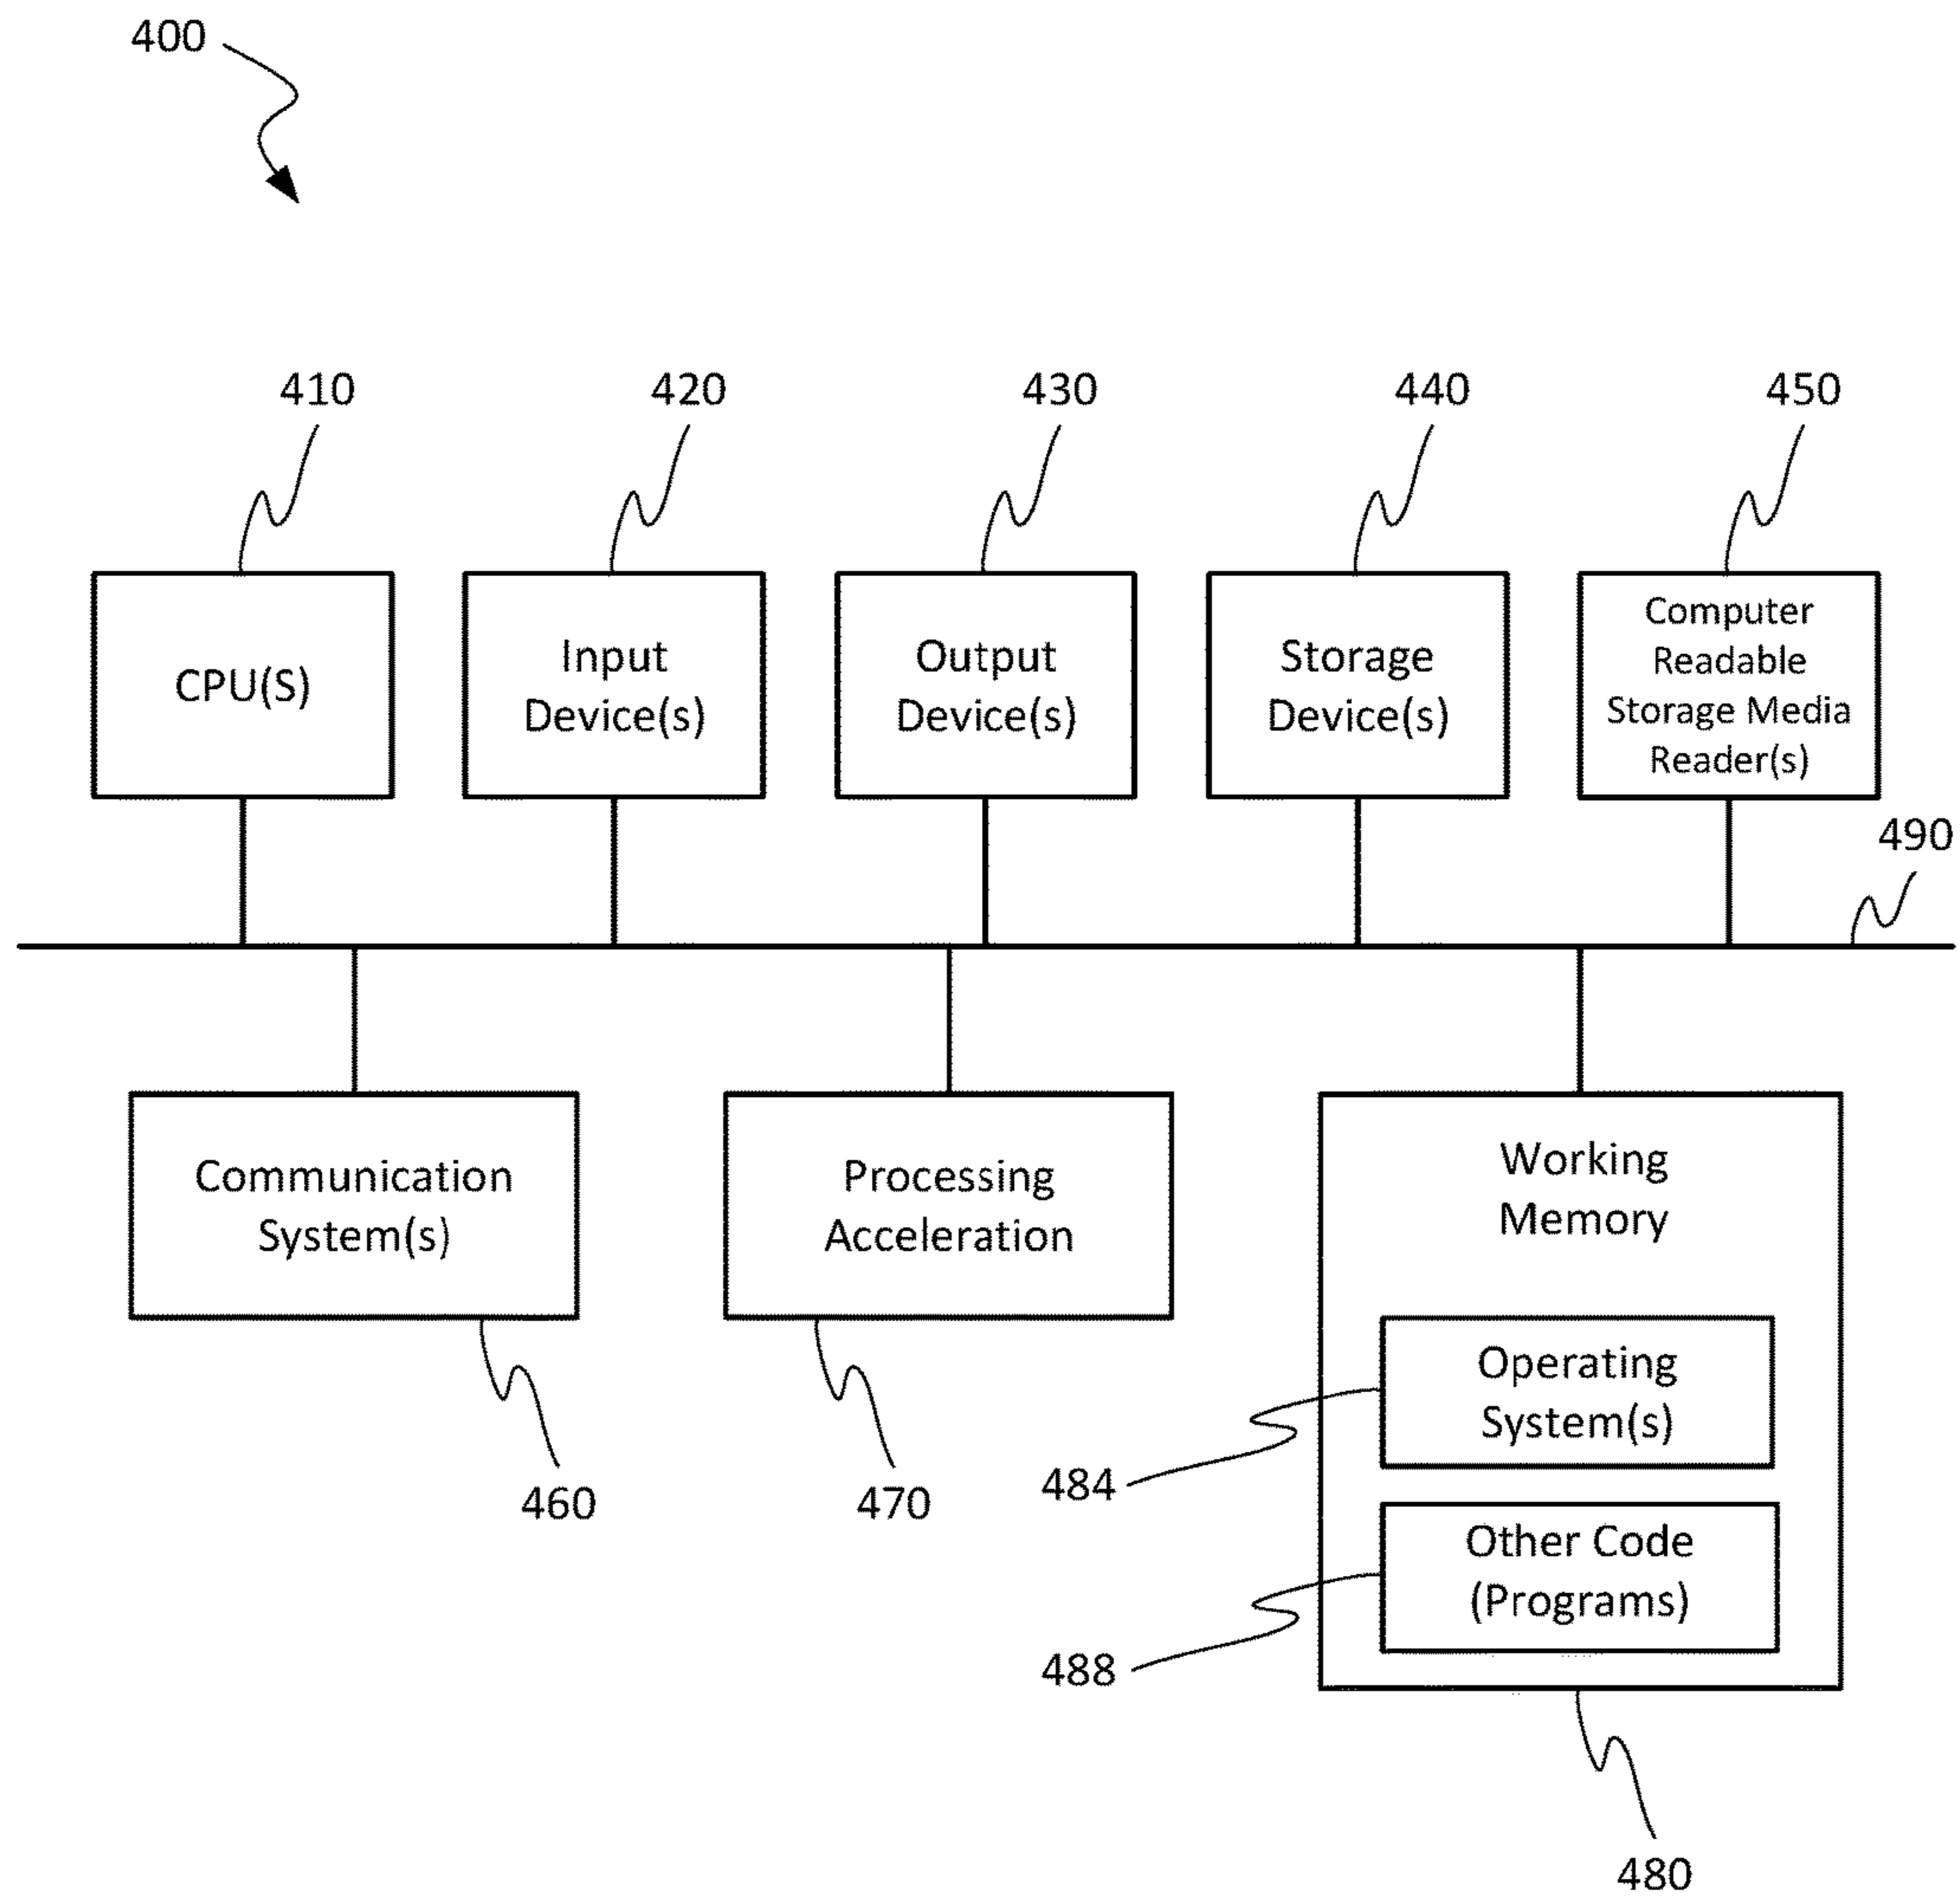 400
410
420
430
440
450
CPU(S)
Input
Device(s)
Output
Device(s)
Storage
Device(s)
Computer
Readable
Storage Media
Reader(s)
490
Communication
System(s)
Processing
Acceleration
Working
Memory
Operating
System(s)
484
460
470
Other Code
(Programs)
488
480